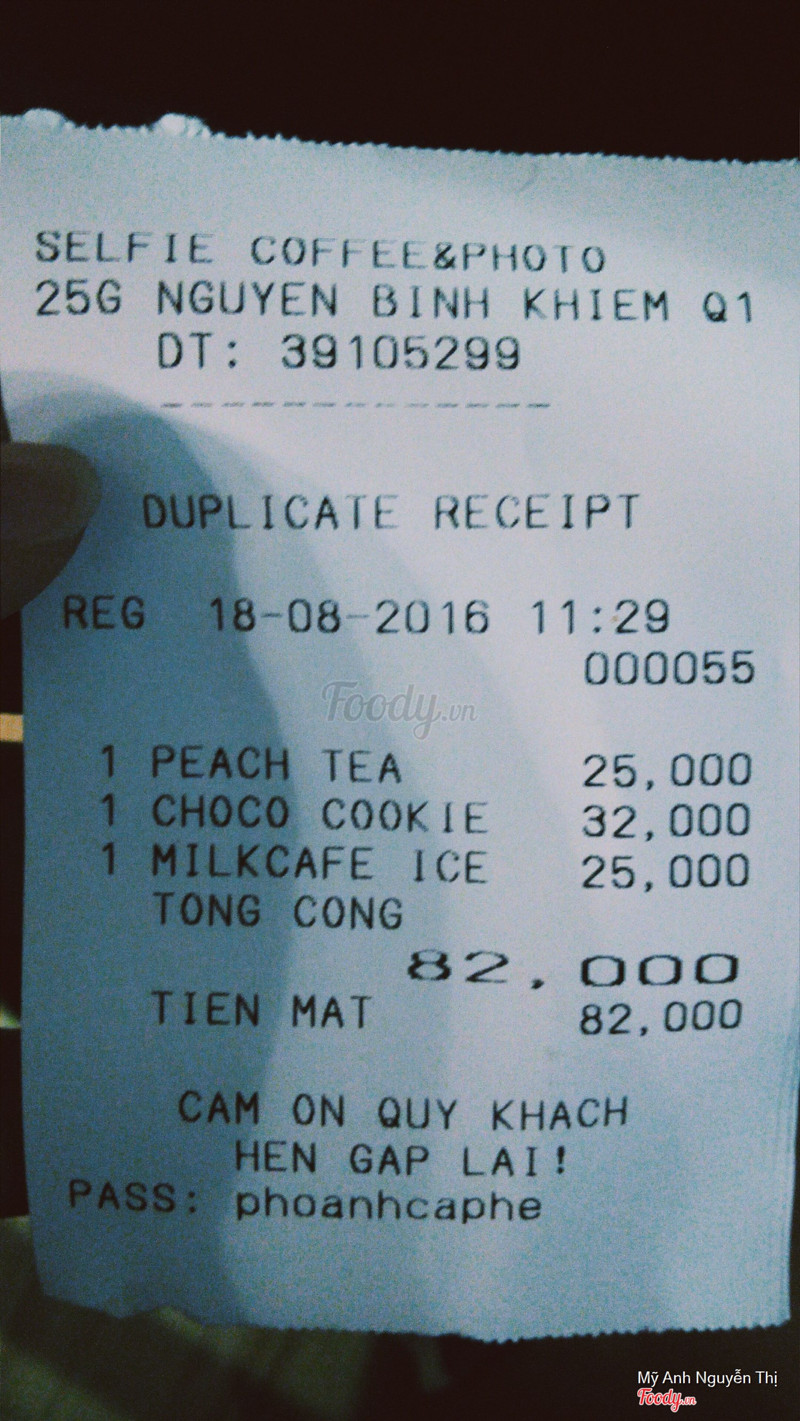 SELFIE COFFEE&PHOTO
25G NGUYEN BINH KHIEM Q1
DT: 39105299
--------------
DUPLICATE RECEIPT
REG 18-08-2016 11:29
000055
Foody.vn
1 PEACH TEA 25,000
1 CHOCO COOKIE 32,000
1 MILKCAFE ICE 25,000
TONG CONG
82,000
TIEN MAT 82,000
CAM ON QUY KHACH
HEN GAP LAI!
PASS: phoanhcaphe
Mỹ Anh Nguyễn Thị
Foody.vn